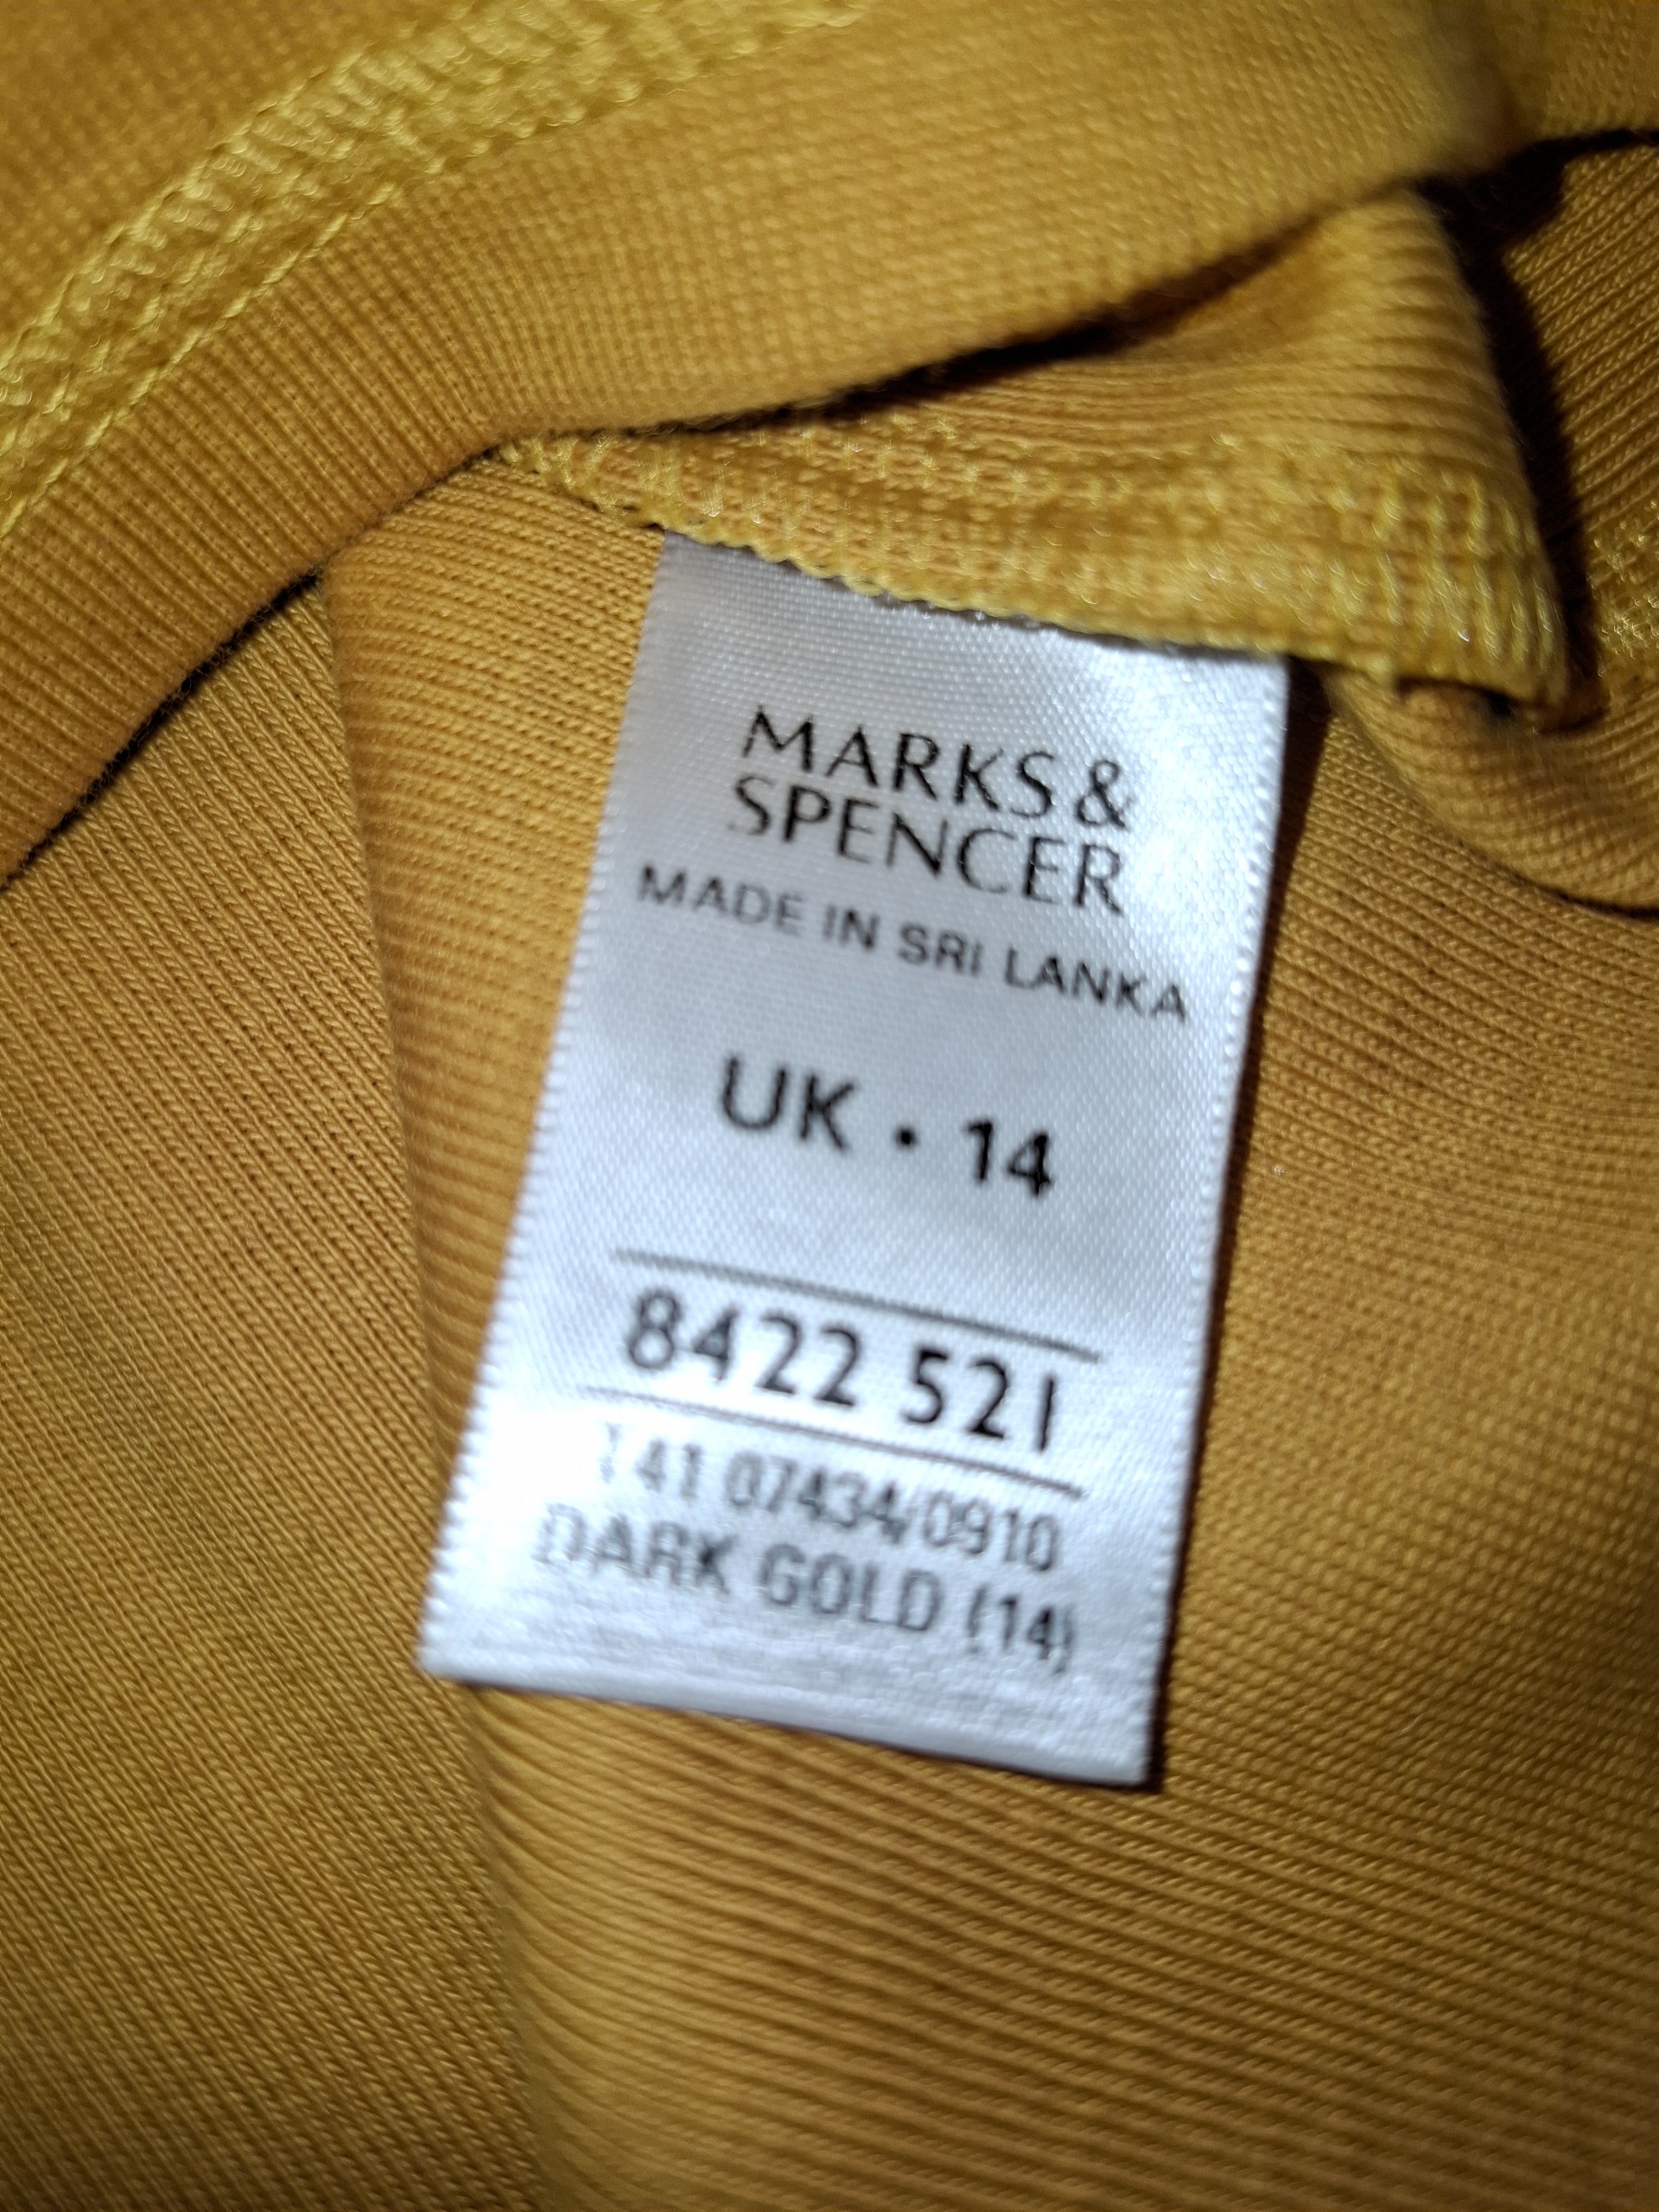 MARKS &
SPENCER
MADE IN SRI LANKA
UK • 14
8422 521
T41 07434/0910
DARK GOLD (14)